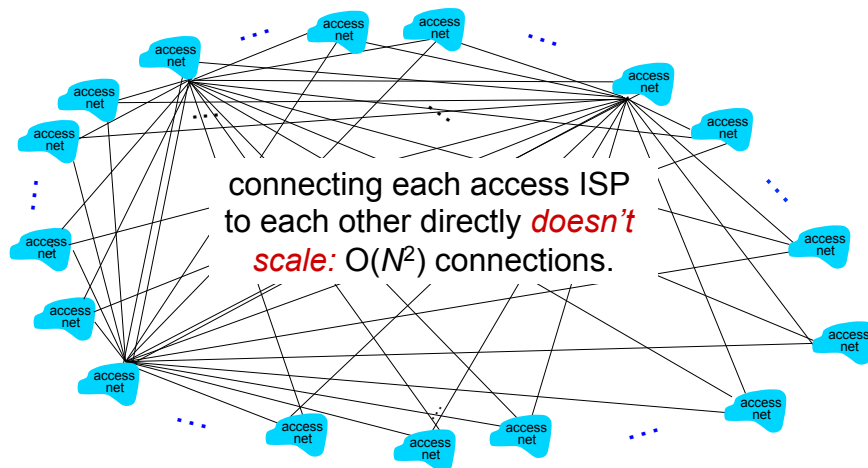 access
net
access
net
access
net
access
net
access
net
access
net
access
net
connecting each access ISP
to each other directly doesn't
scale: O(N²) connections.
access
net
access
net
access
net
access
net
access
net
access
net
access
net
access
net
access
net